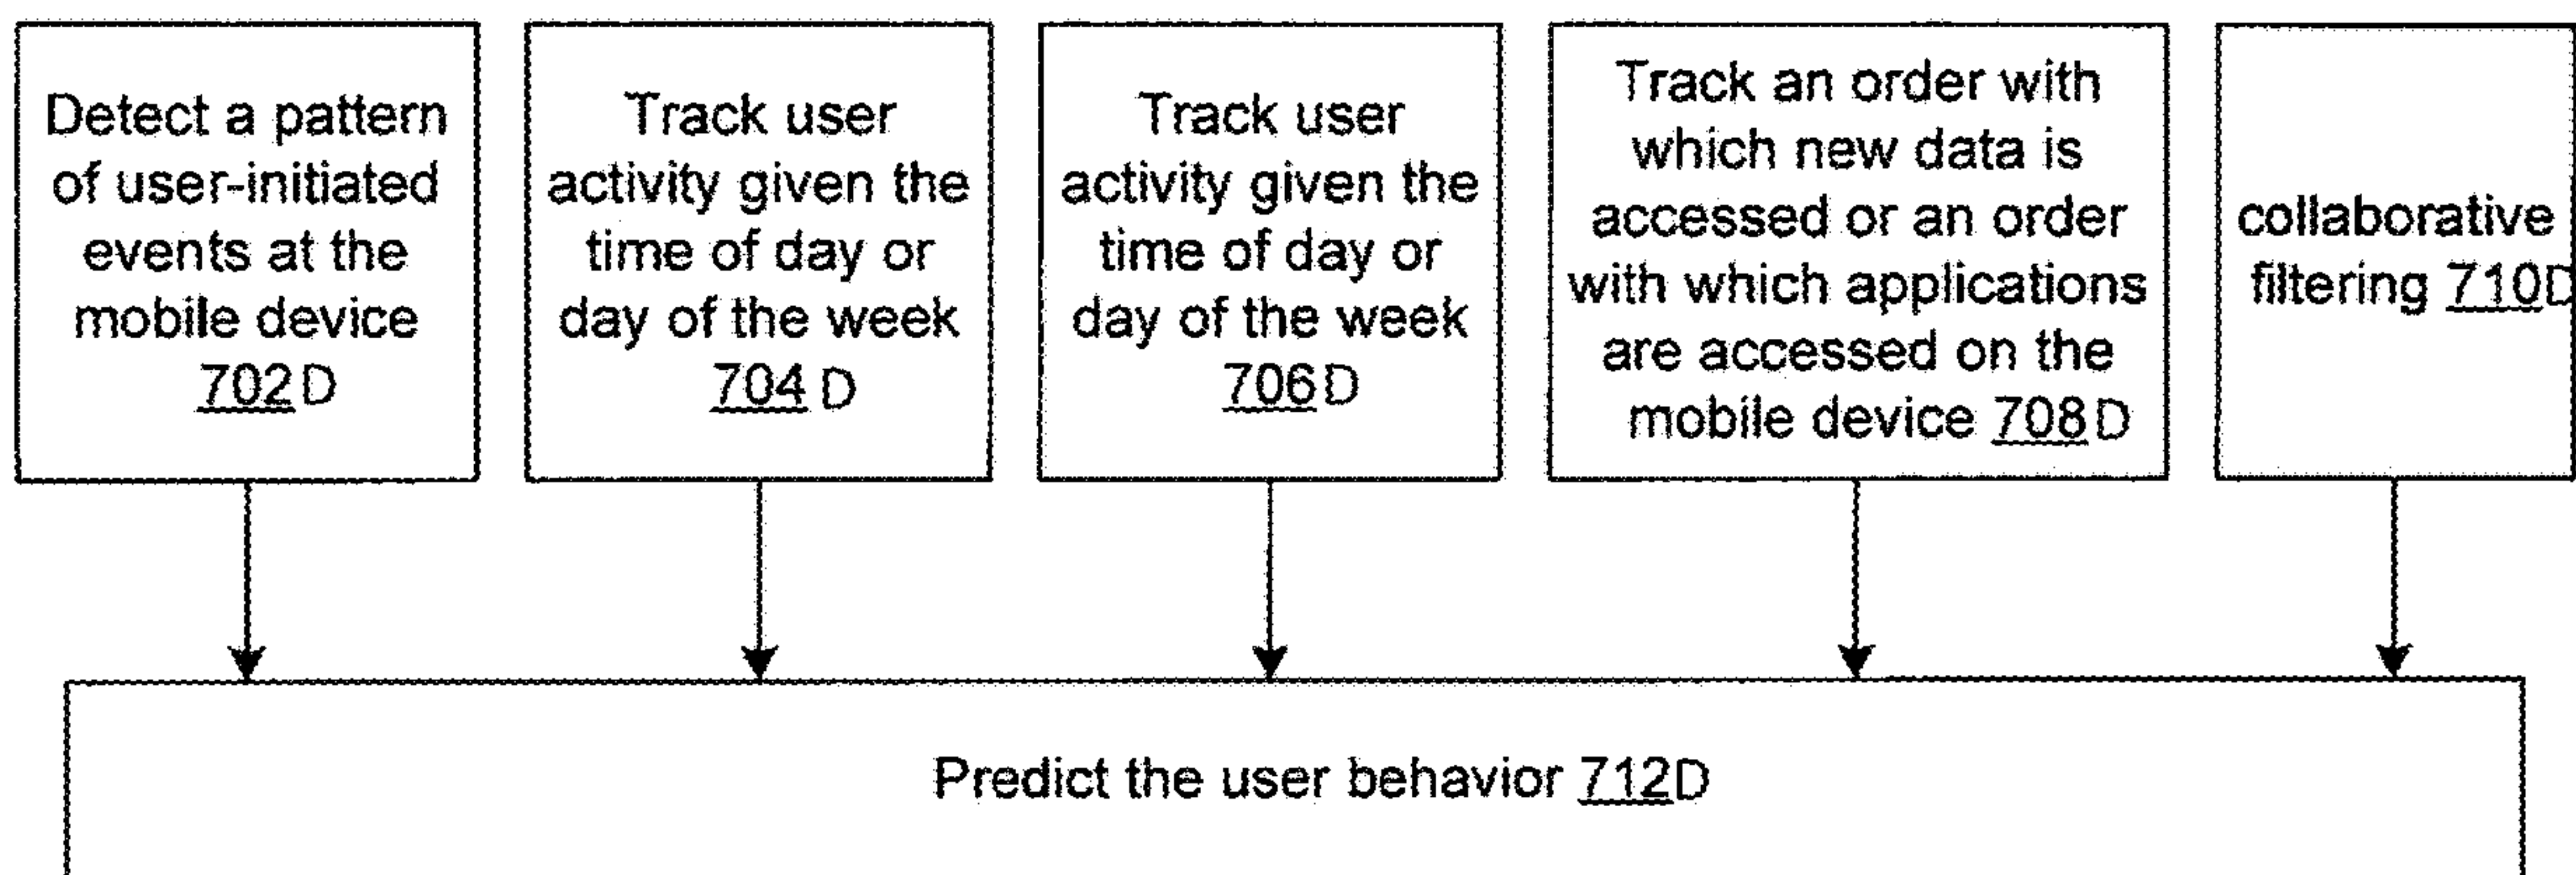 Detect a pattern
of user-initiated
events at the
mobile device
702D
Track user
activity given the
time of day or
day of the week
704 D
Track user
activity given the
time of day or
day of the week
706D
Track an order with
which new data is
accessed or an order
with which applications
are accessed on the
mobile device 708D
collaborative
filtering 710D
Predict the user behavior 712D